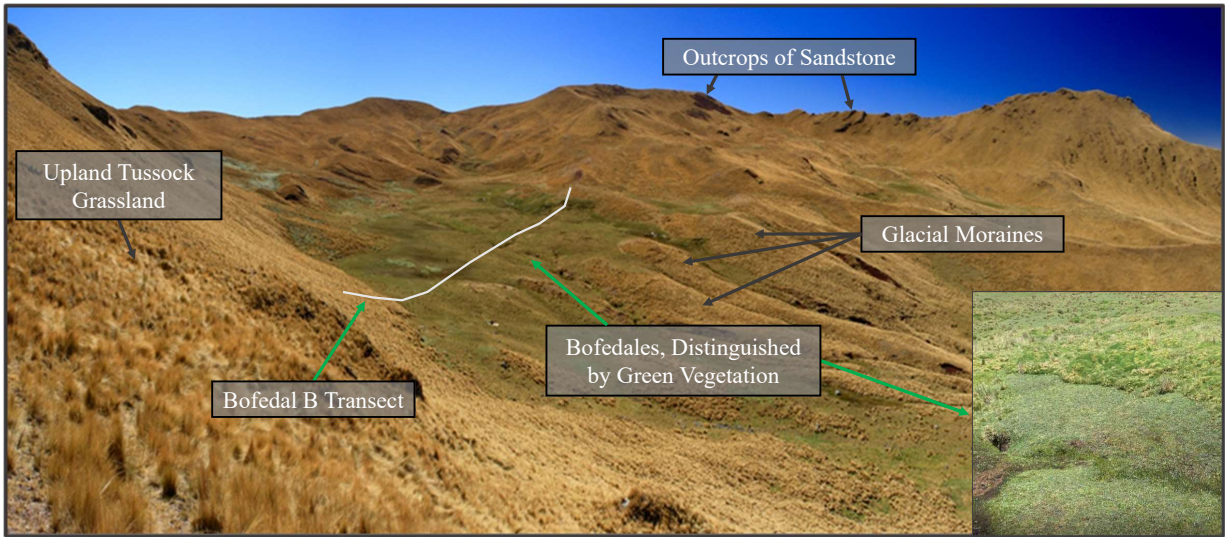 Outcrops of Sandstone
Upland Tussock
Grassland
Glacial Moraines
Bofedales, Distinguished
by Green Vegetation
Bofedal B Transect